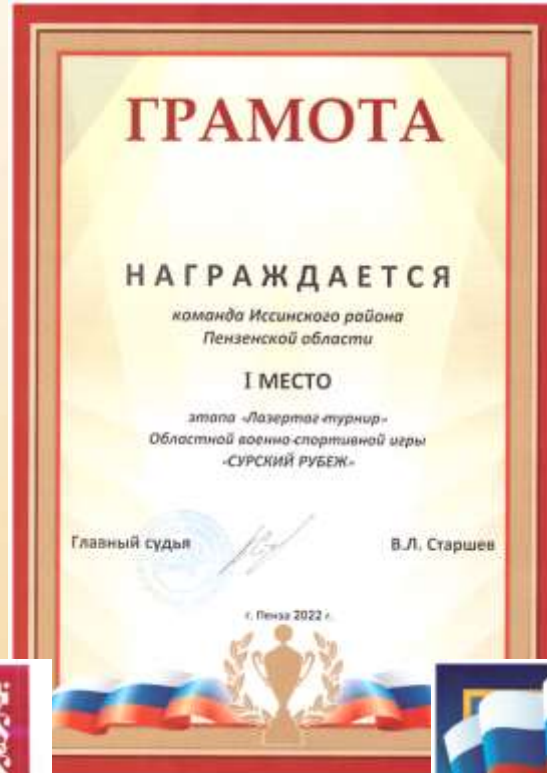 ГРАМОТА
НАГРАЖДАЕТСЯ
команда Иссинского района
Пензенской области
I МЕСТО
этапа «Лазертаг-турнир»
Областной военно-спортивной игры
«СУРСКИЙ РУБЕЖ»
Главный судья В.Л. Старшев
г. Пенза 2022 г.